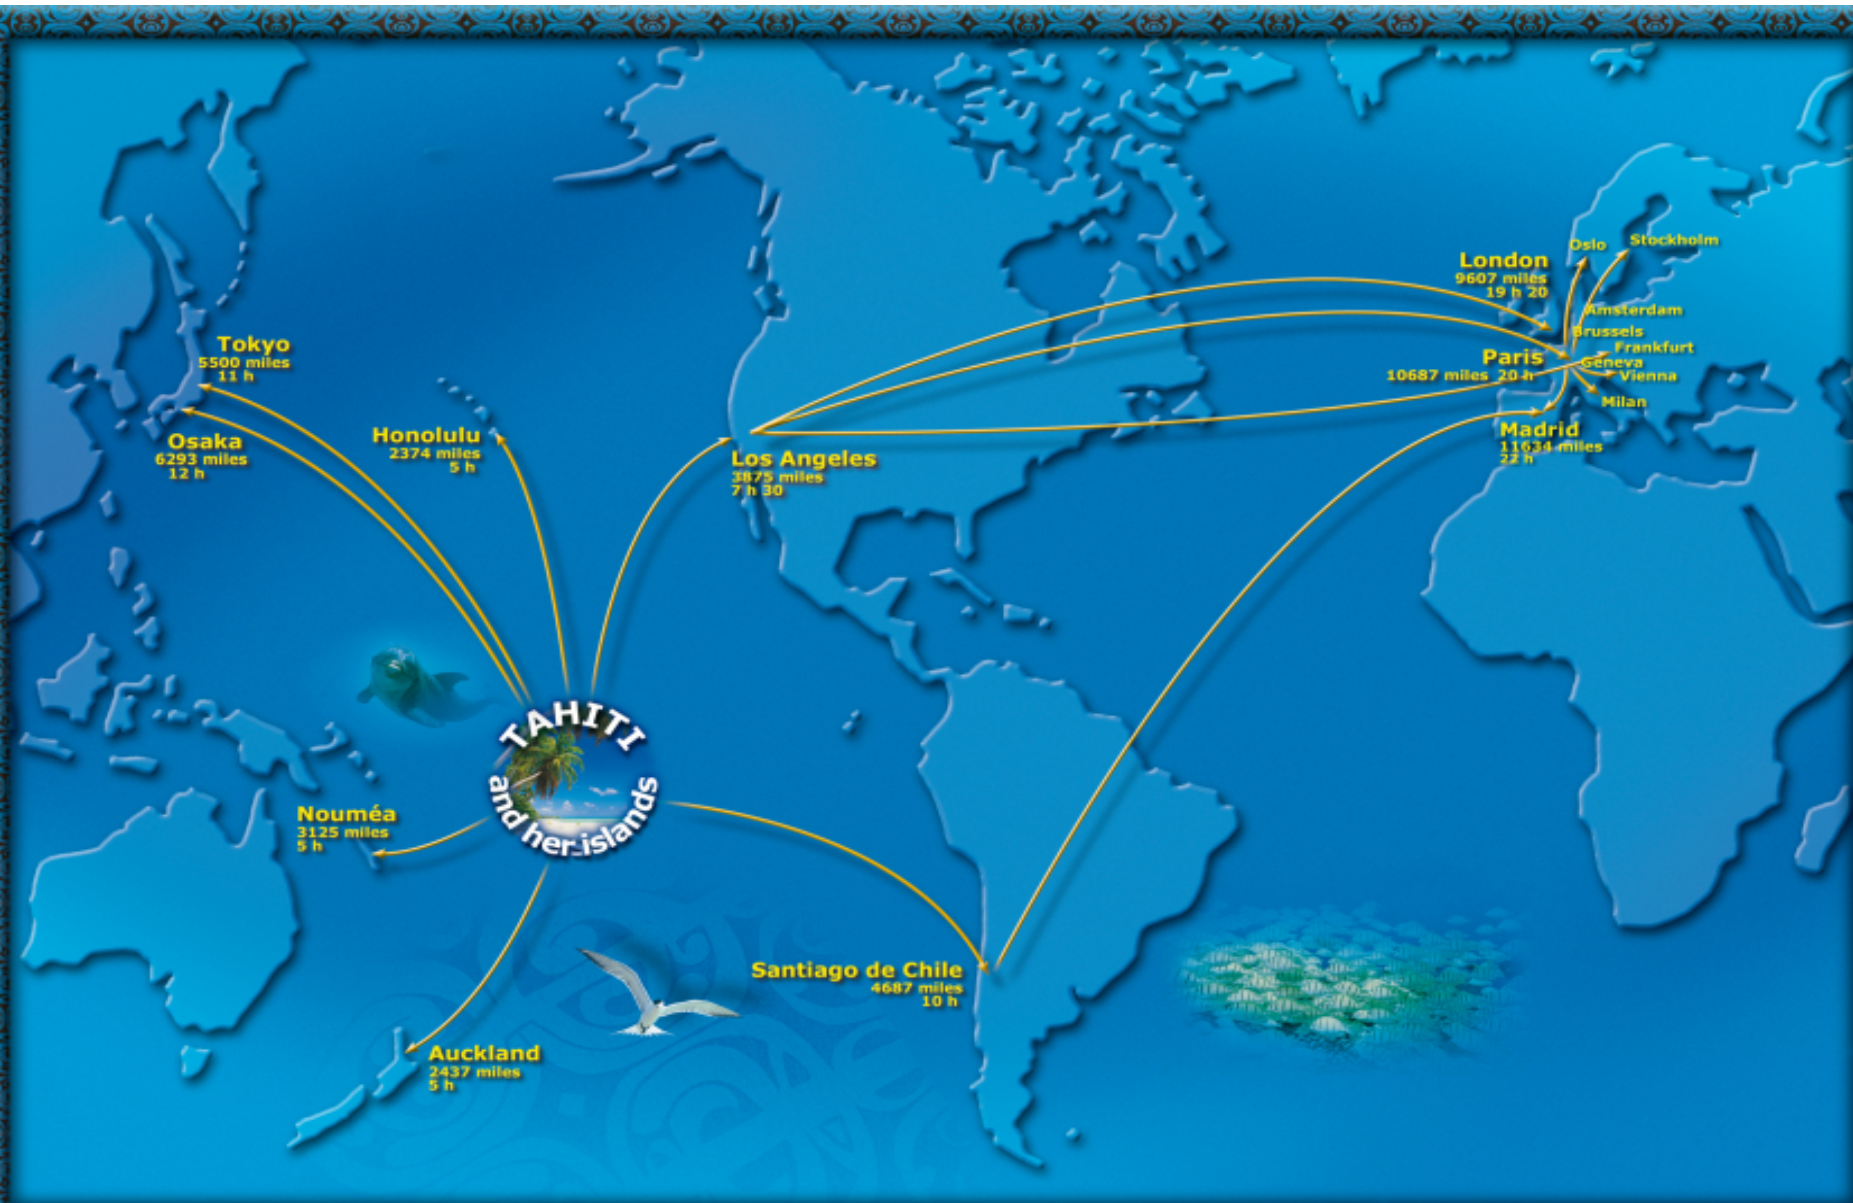 Oslo
Stockholm
London
9607 miles
19 h 20
Amsterdam
Brussels
Tokyo
5500 miles
11 h
Frankfurt
Paris
Geneva
10687 miles 20 h
Vienna
Milan
Honolulu
2374 miles
5 h
Osaka
6293 miles
12 h
Madrid
11634 miles
22 h
Los Angeles
3875 miles
7 h 30
TAHITI
and her islands
Nouméa
3125 miles
5 h
Santiago de Chile
4687 miles
10 h
Auckland
2437 miles
5 h